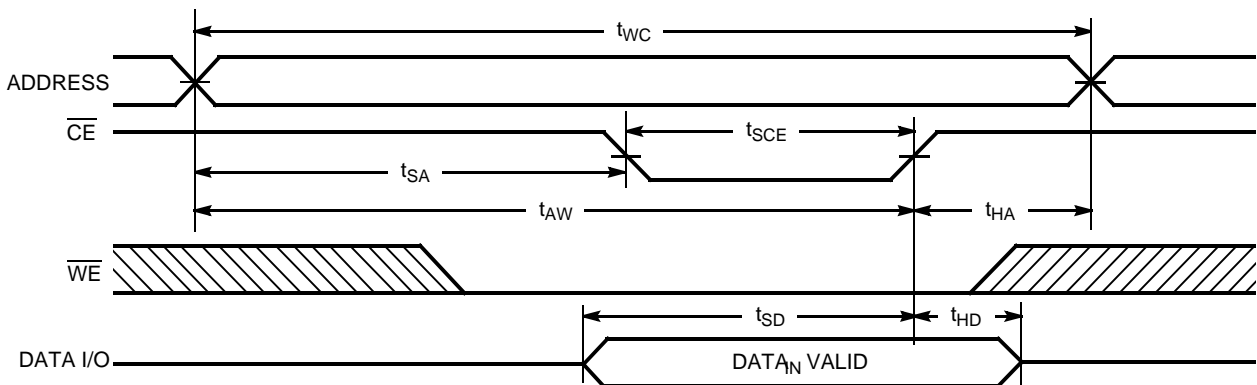 tWC
ADDRESS
CE
tSCE
tSA
tAW
tHA
WE
tSD
tHD
DATA I/O
DATAIN VALID